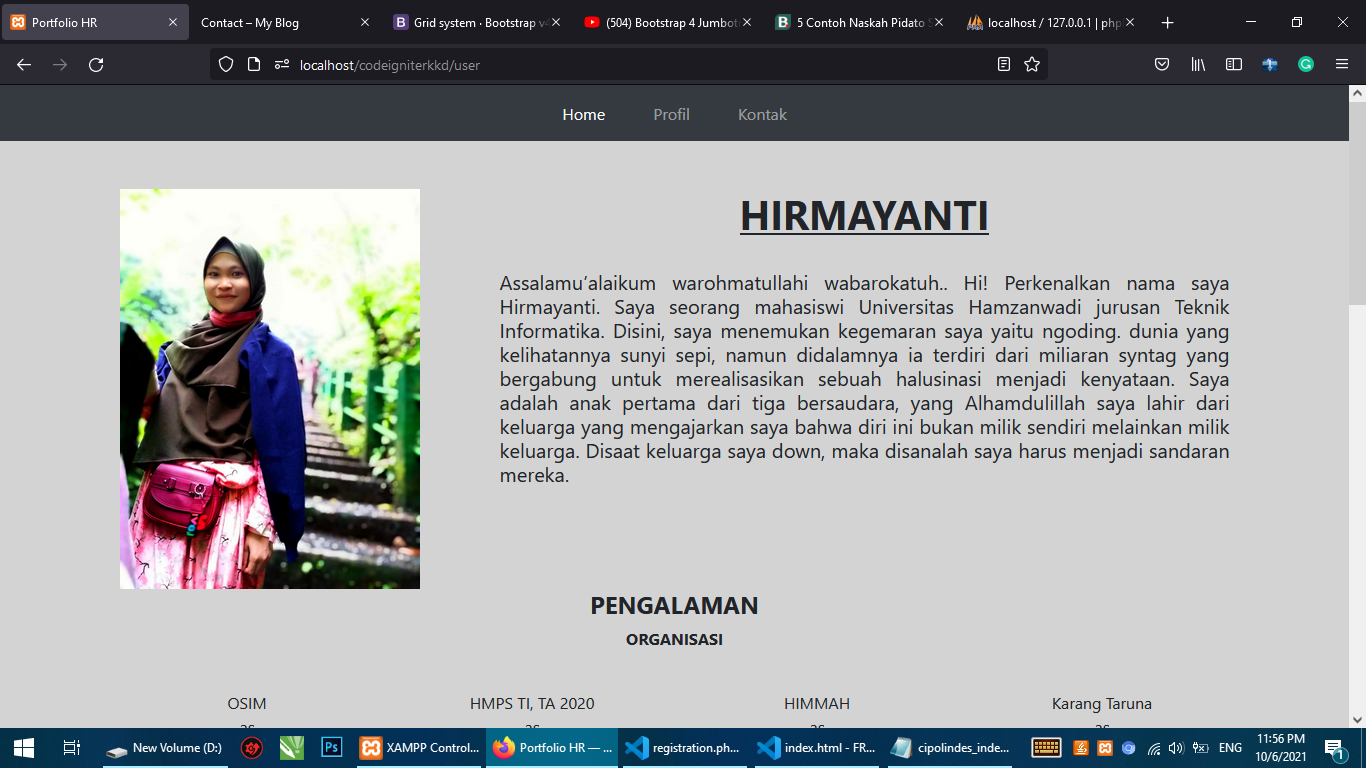 Portfolio HR
Contact – My Blog
Grid system · Bootstrap v4
(504) Bootstrap 4 Jumbot
5 Contoh Naskah Pidato S
localhost / 127.0.0.1 | php
localhost/codeigniterkkd/user
Home Profil Kontak
HIRMAYANTI
Assalamu’alaikum warohmatullahi wabarokatuh.. Hi! Perkenalkan nama saya
Hirmayanti. Saya seorang mahasiswi Universitas Hamzanwadi jurusan Teknik
Informatika. Disini, saya menemukan kegemaran saya yaitu ngoding. dunia yang
kelihatannya sunyi sepi, namun didalamnya ia terdiri dari miliaran syntag yang
bergabung untuk merealisasikan sebuah halusinasi menjadi kenyataan. Saya
adalah anak pertama dari tiga bersaudara, yang Alhamdulillah saya lahir dari
keluarga yang mengajarkan saya bahwa diri ini bukan milik sendiri melainkan milik
keluarga. Disaat keluarga saya down, maka disanalah saya harus menjadi sandaran
mereka.
PENGALAMAN
ORGANISASI
OSIM HMPS TI, TA 2020 HIMMAH Karang Taruna
New Volume (D:)
XAMPP Control...
Portfolio HR — ...
registration.ph...
index.html - FR...
cipolindes_inde...
ENG
11:56 PM
10/6/2021
1